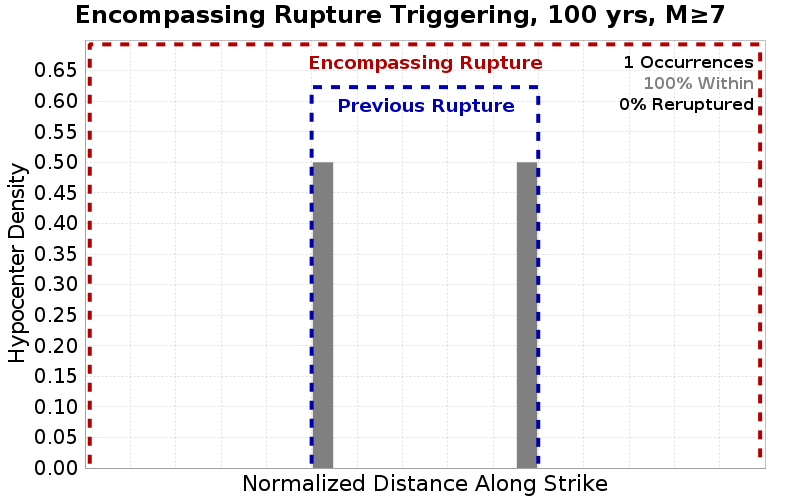 Encompassing Rupture Triggering, 100 yrs, M≥7
Encompassing Rupture
1 Occurrences
100% Within
0% Reruptured
Previous Rupture
Hypocenter Density
0.65
0.60
0.55
0.50
0.45
0.40
0.35
0.30
0.25
0.20
0.15
0.10
0.05
0.00
Normalized Distance Along Strike